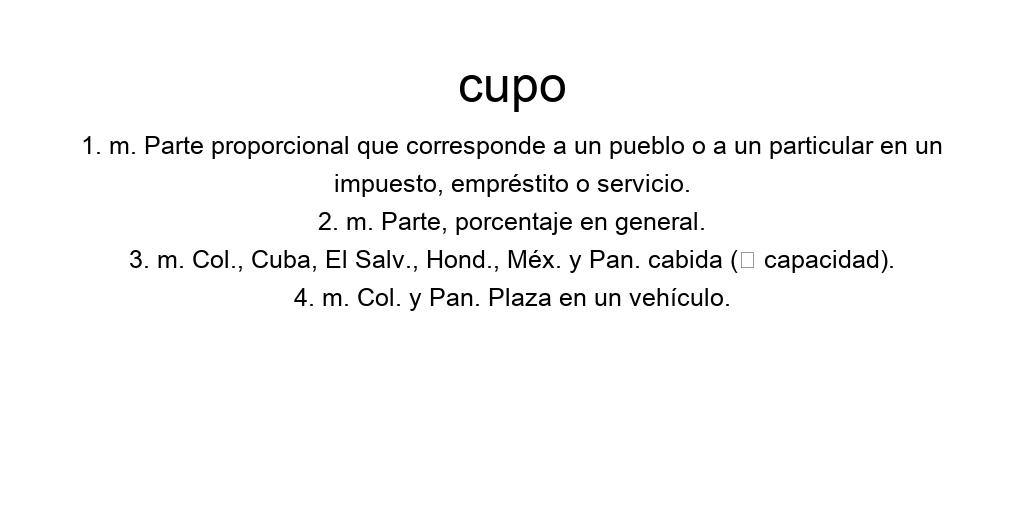 cupo
1. m. Parte proporcional que corresponde a un pueblo o a un particular en un
impuesto, empréstito o servicio.
2. m. Parte, porcentaje en general.
3. m. Col., Cuba, El Salv., Hond., Méx. y Pan. cabida (□ capacidad).
4. m. Col. y Pan. Plaza en un vehículo.